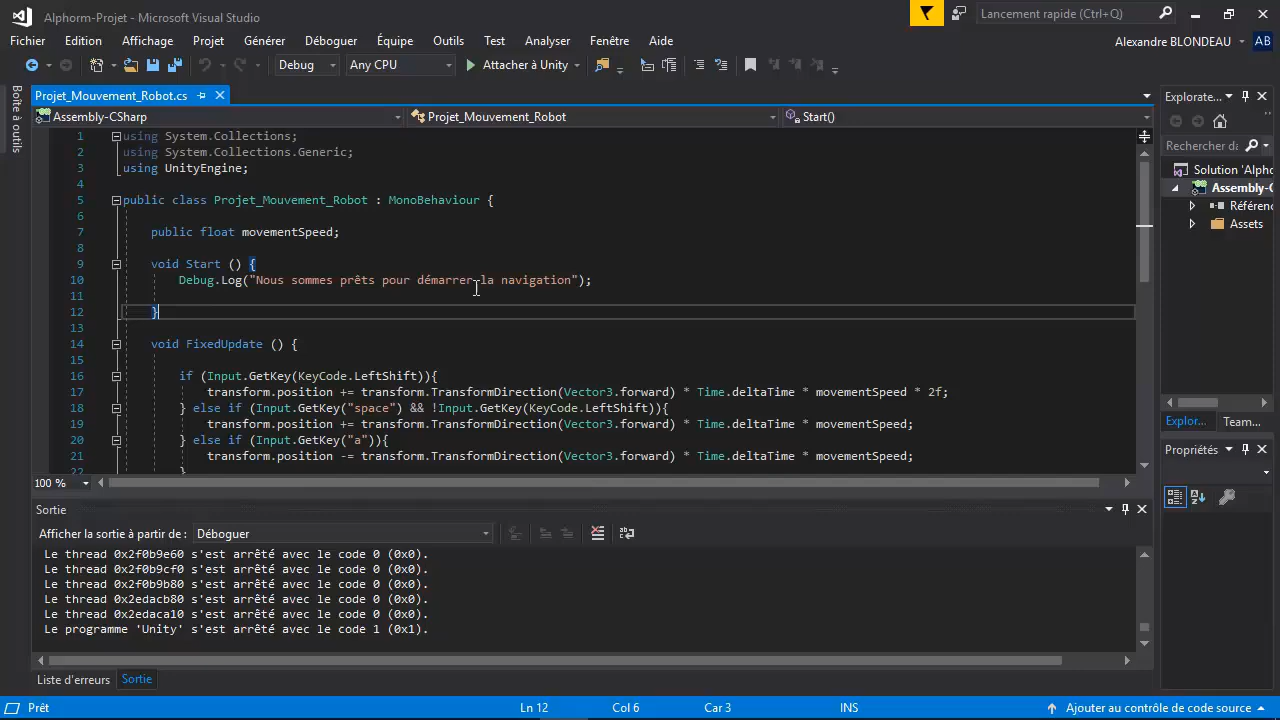 Alphorm-Projet - Microsoft Visual Studio
Lancement rapide (Ctrl+Q)
Fichier Edition Affichage Projet Générer Déboguer Équipe Outils Test Analyser Fenêtre Aide
Alexandre BLONDEAU AB
Debug Any CPU Attacher à Unity
Boîte à outils
Projet_Mouvement_Robot.cs
Explorate...
Assembly-CSharp Projet_Mouvement_Robot Start()
1 using System.Collections;
2 using System.Collections.Generic;
3 using UnityEngine;
4
5 public class Projet_Mouvement_Robot : MonoBehaviour {
6
7 public float movementSpeed;
8
9 void Start () {
10 Debug.Log("Nous sommes prêts pour démarrer la navigation");
11
12 }
13
14 void FixedUpdate () {
15
16 if (Input.GetKey(KeyCode.LeftShift)){
17 transform.position += transform.TransformDirection(Vector3.forward) * Time.deltaTime * movementSpeed * 2f;
18 } else if (Input.GetKey("space") && !Input.GetKey(KeyCode.LeftShift)){
19 transform.position += transform.TransformDirection(Vector3.forward) * Time.deltaTime * movementSpeed;
20 } else if (Input.GetKey("a")){
21 transform.position -= transform.TransformDirection(Vector3.forward) * Time.deltaTime * movementSpeed;
22 }
100 %
Rechercher da
Solution 'Alpho
Assembly-C
Référenc
Assets
Explor... Team...
Propriétés
Sortie
Afficher la sortie à partir de : Déboguer
Le thread 0x2f0b9e60 s'est arrêté avec le code 0 (0x0).
Le thread 0x2f0b9cf0 s'est arrêté avec le code 0 (0x0).
Le thread 0x2f0b9b80 s'est arrêté avec le code 0 (0x0).
Le thread 0x2edacb80 s'est arrêté avec le code 0 (0x0).
Le thread 0x2edaca10 s'est arrêté avec le code 0 (0x0).
Le programme 'Unity' s'est arrêté avec le code 1 (0x1).
Liste d'erreurs Sortie
Prêt Ln 12 Col 6 Car 3 INS Ajouter au contrôle de code source